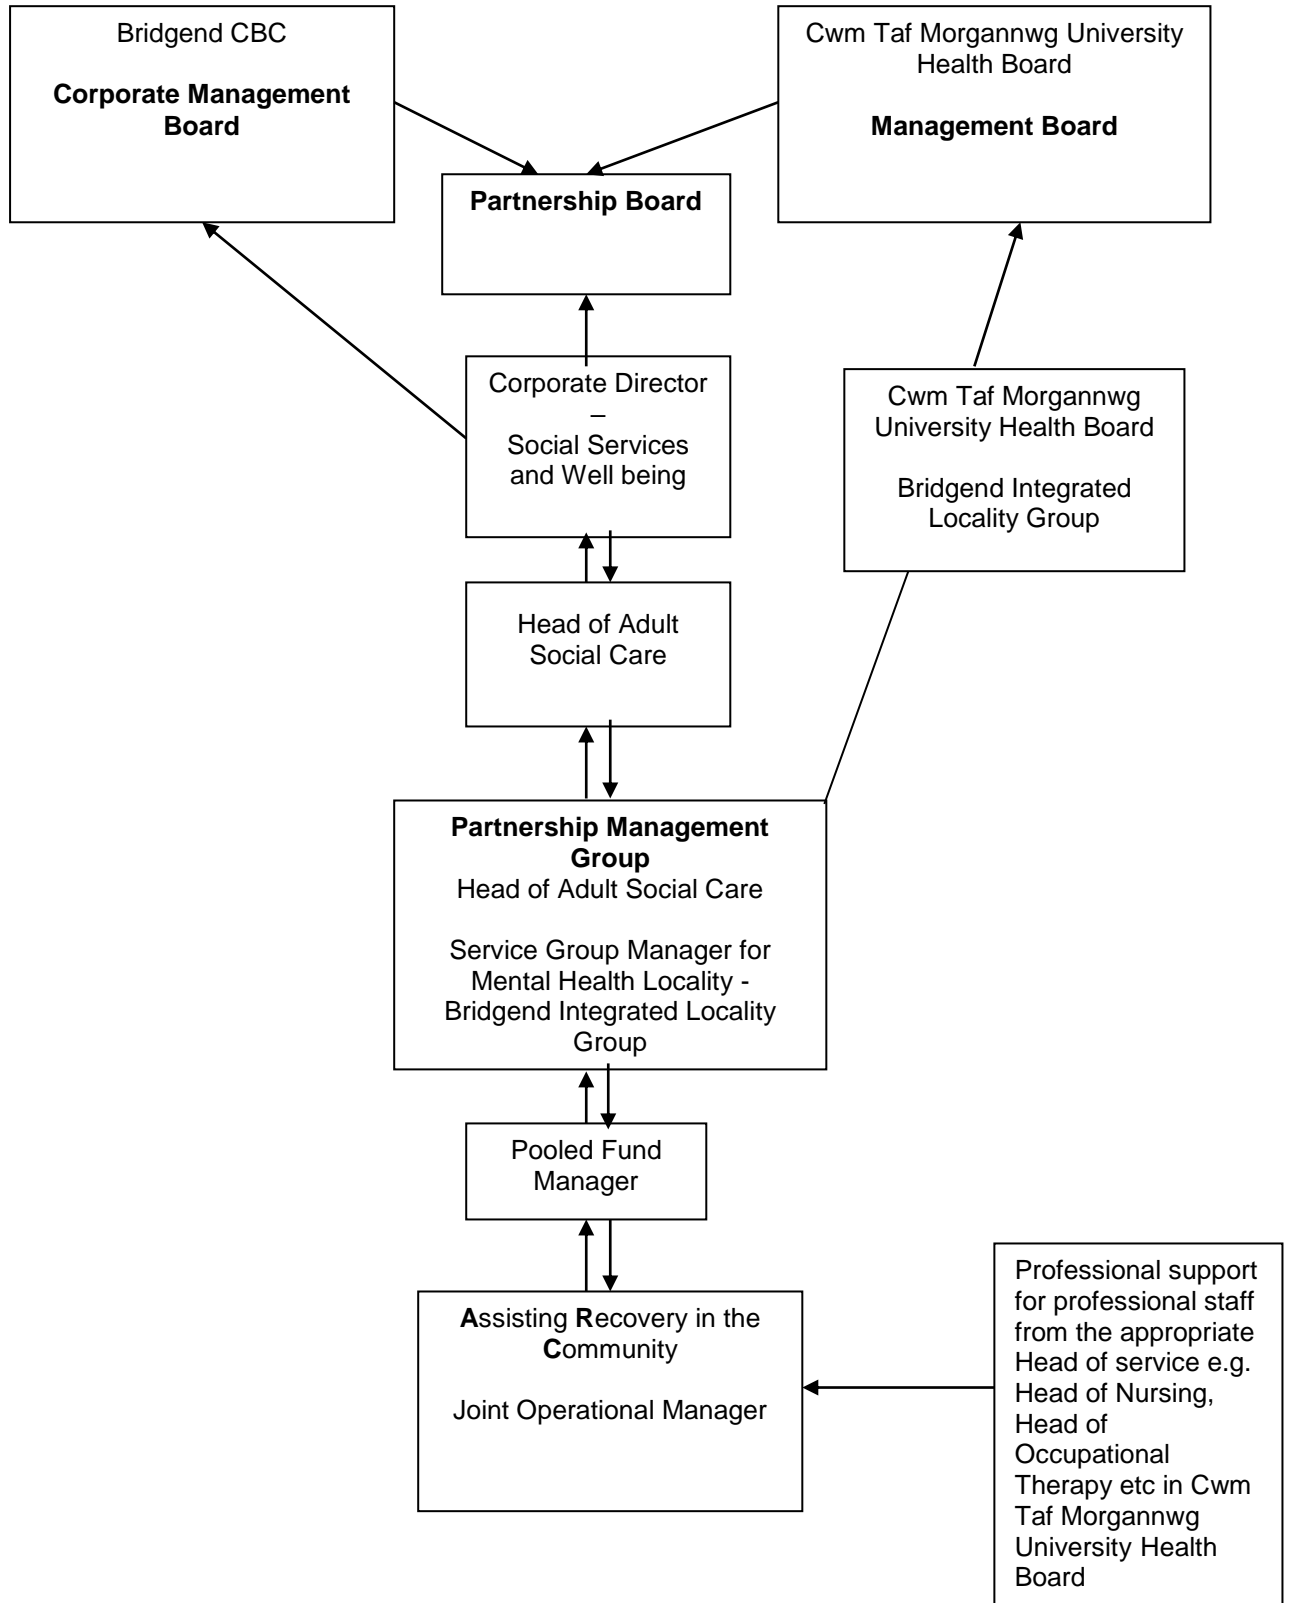 Bridgend CBC
Corporate Management
Board
Cwm Taf Morgannwg University
Health Board
Management Board
Partnership Board
Corporate Director
–
Social Services
and Well being
Cwm Taf Morgannwg
University Health Board
Bridgend Integrated
Locality Group
Head of Adult
Social Care
Partnership Management
Group
Head of Adult Social Care
Service Group Manager for
Mental Health Locality -
Bridgend Integrated Locality
Group
Pooled Fund
Manager
Assisting Recovery in the
Community
Joint Operational Manager
Professional support
for professional staff
from the appropriate
Head of service e.g.
Head of Nursing,
Head of
Occupational
Therapy etc in Cwm
Taf Morgannwg
University Health
Board